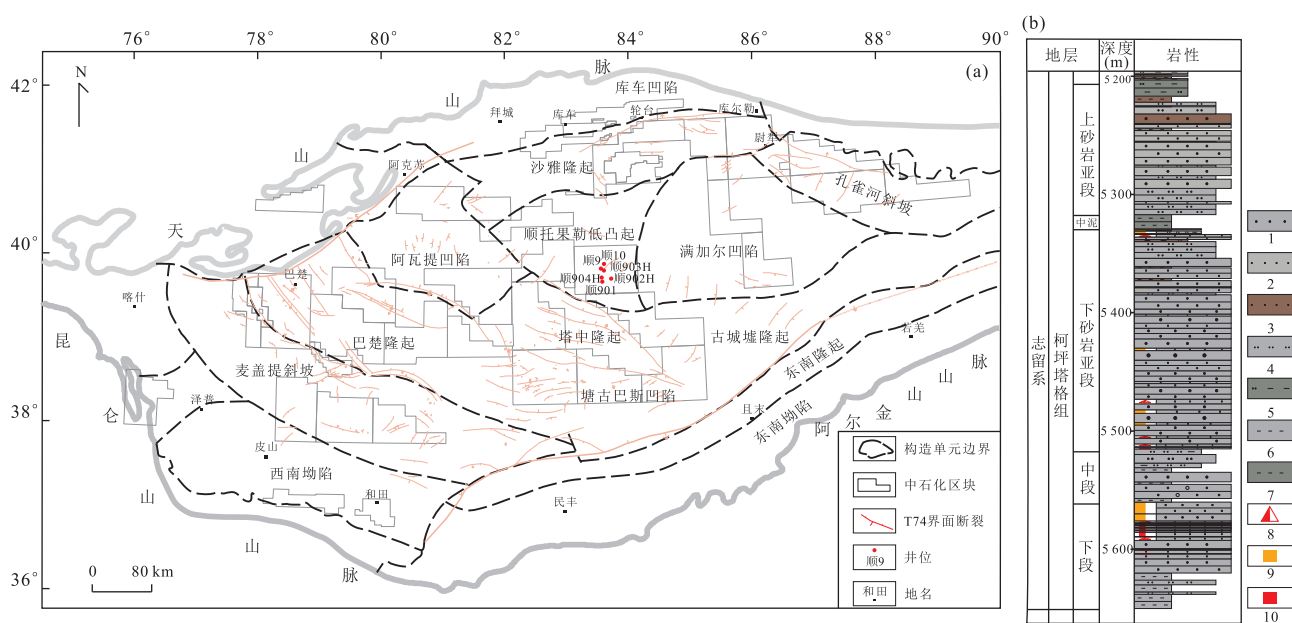 76° 78° 80° 82° 84° 86° 88° 90°
(a)
N
42°
40°
38°
36°
脉
山
山
天
昆
仑
山
山
脉
阿 尔 金 山 山 脉
库车凹陷
拜城
库车
轮台
库尔勒
尉犁
阿克苏
沙雅隆起
孔雀河斜坡
顺托果勒低凸起
满加尔凹陷
阿瓦提凹陷
顺9
顺10
顺903H
顺904H
顺902H
顺901
巴楚
喀什
巴楚隆起
塔中隆起
古城墟隆起
若羌
麦盖提斜坡
东南隆起
塘古巴斯凹陷
泽普
且末
东南坳陷
皮山
西南坳陷
和田
民丰
0 80 km
构造单元边界
中石化区块
T74界面断裂
顺9
井位
和田
地名
(b)
地层
深度
(m)
岩性
5 200
5 300
5 400
5 500
5 600
志留系
柯坪塔格组
上砂岩亚段
中泥
下砂岩亚段
中段
下段
1
2
3
4
5
6
7
8
9
10